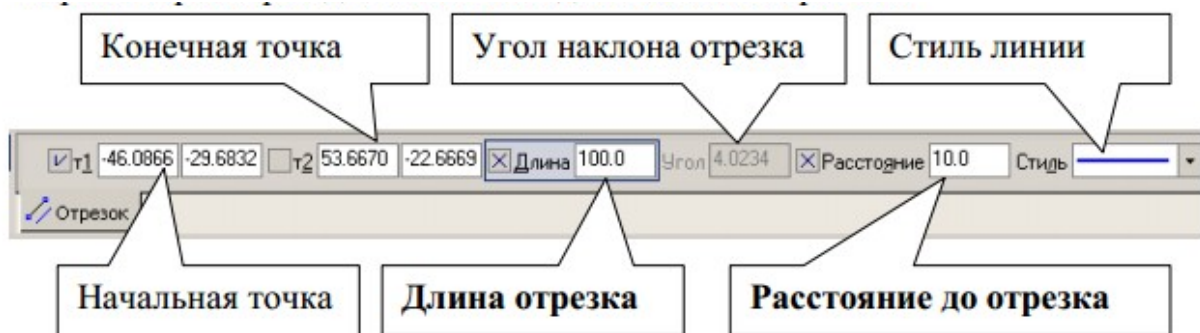 Конечная точка
Угол наклона отрезка
Стиль линии
т1 -46.0866 -29.6832 т2 53.6670 -22.6669 Длина 100.0 Угол 4.0234 Расстояние 10.0 Стиль
Отрезок
Начальная точка
Длина отрезка
Расстояние до отрезка